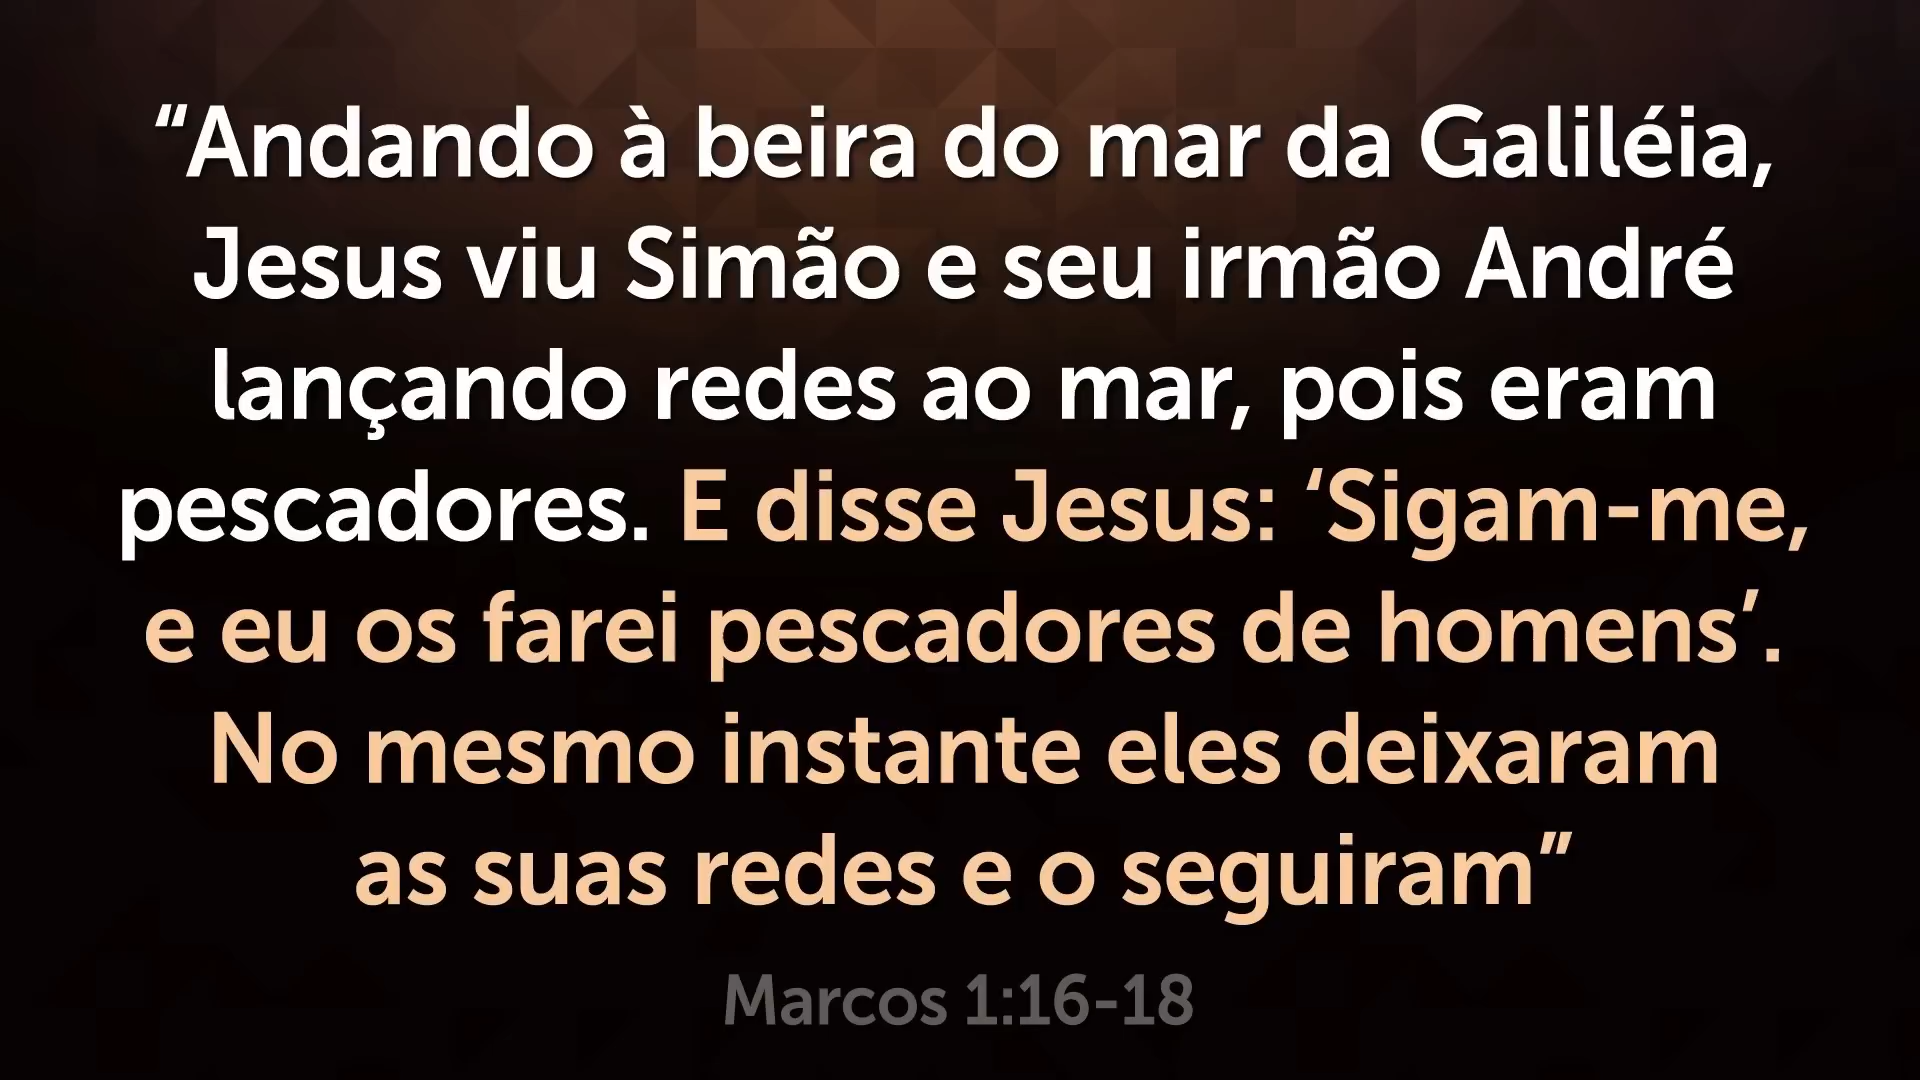 “Andando à beira do mar da Galiléia,
Jesus viu Simão e seu irmão André
lançando redes ao mar, pois eram
pescadores. E disse Jesus: ‘Sigam-me,
e eu os farei pescadores de homens’.
No mesmo instante eles deixaram
as suas redes e o seguiram”
Marcos 1:16-18